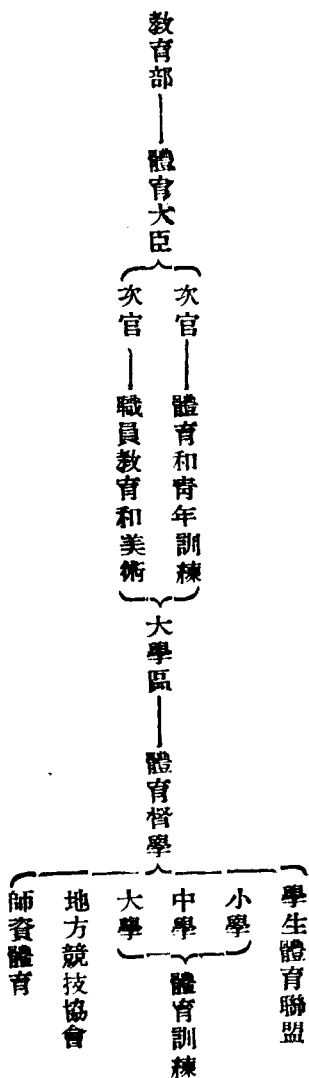 教育部
體育大臣
次官
體育和青年訓練
次官
職員教育和美術
大學區
體育督學
學生體育聯盟
小學
中學
大學
體育訓練
地方競技協會
師資體育